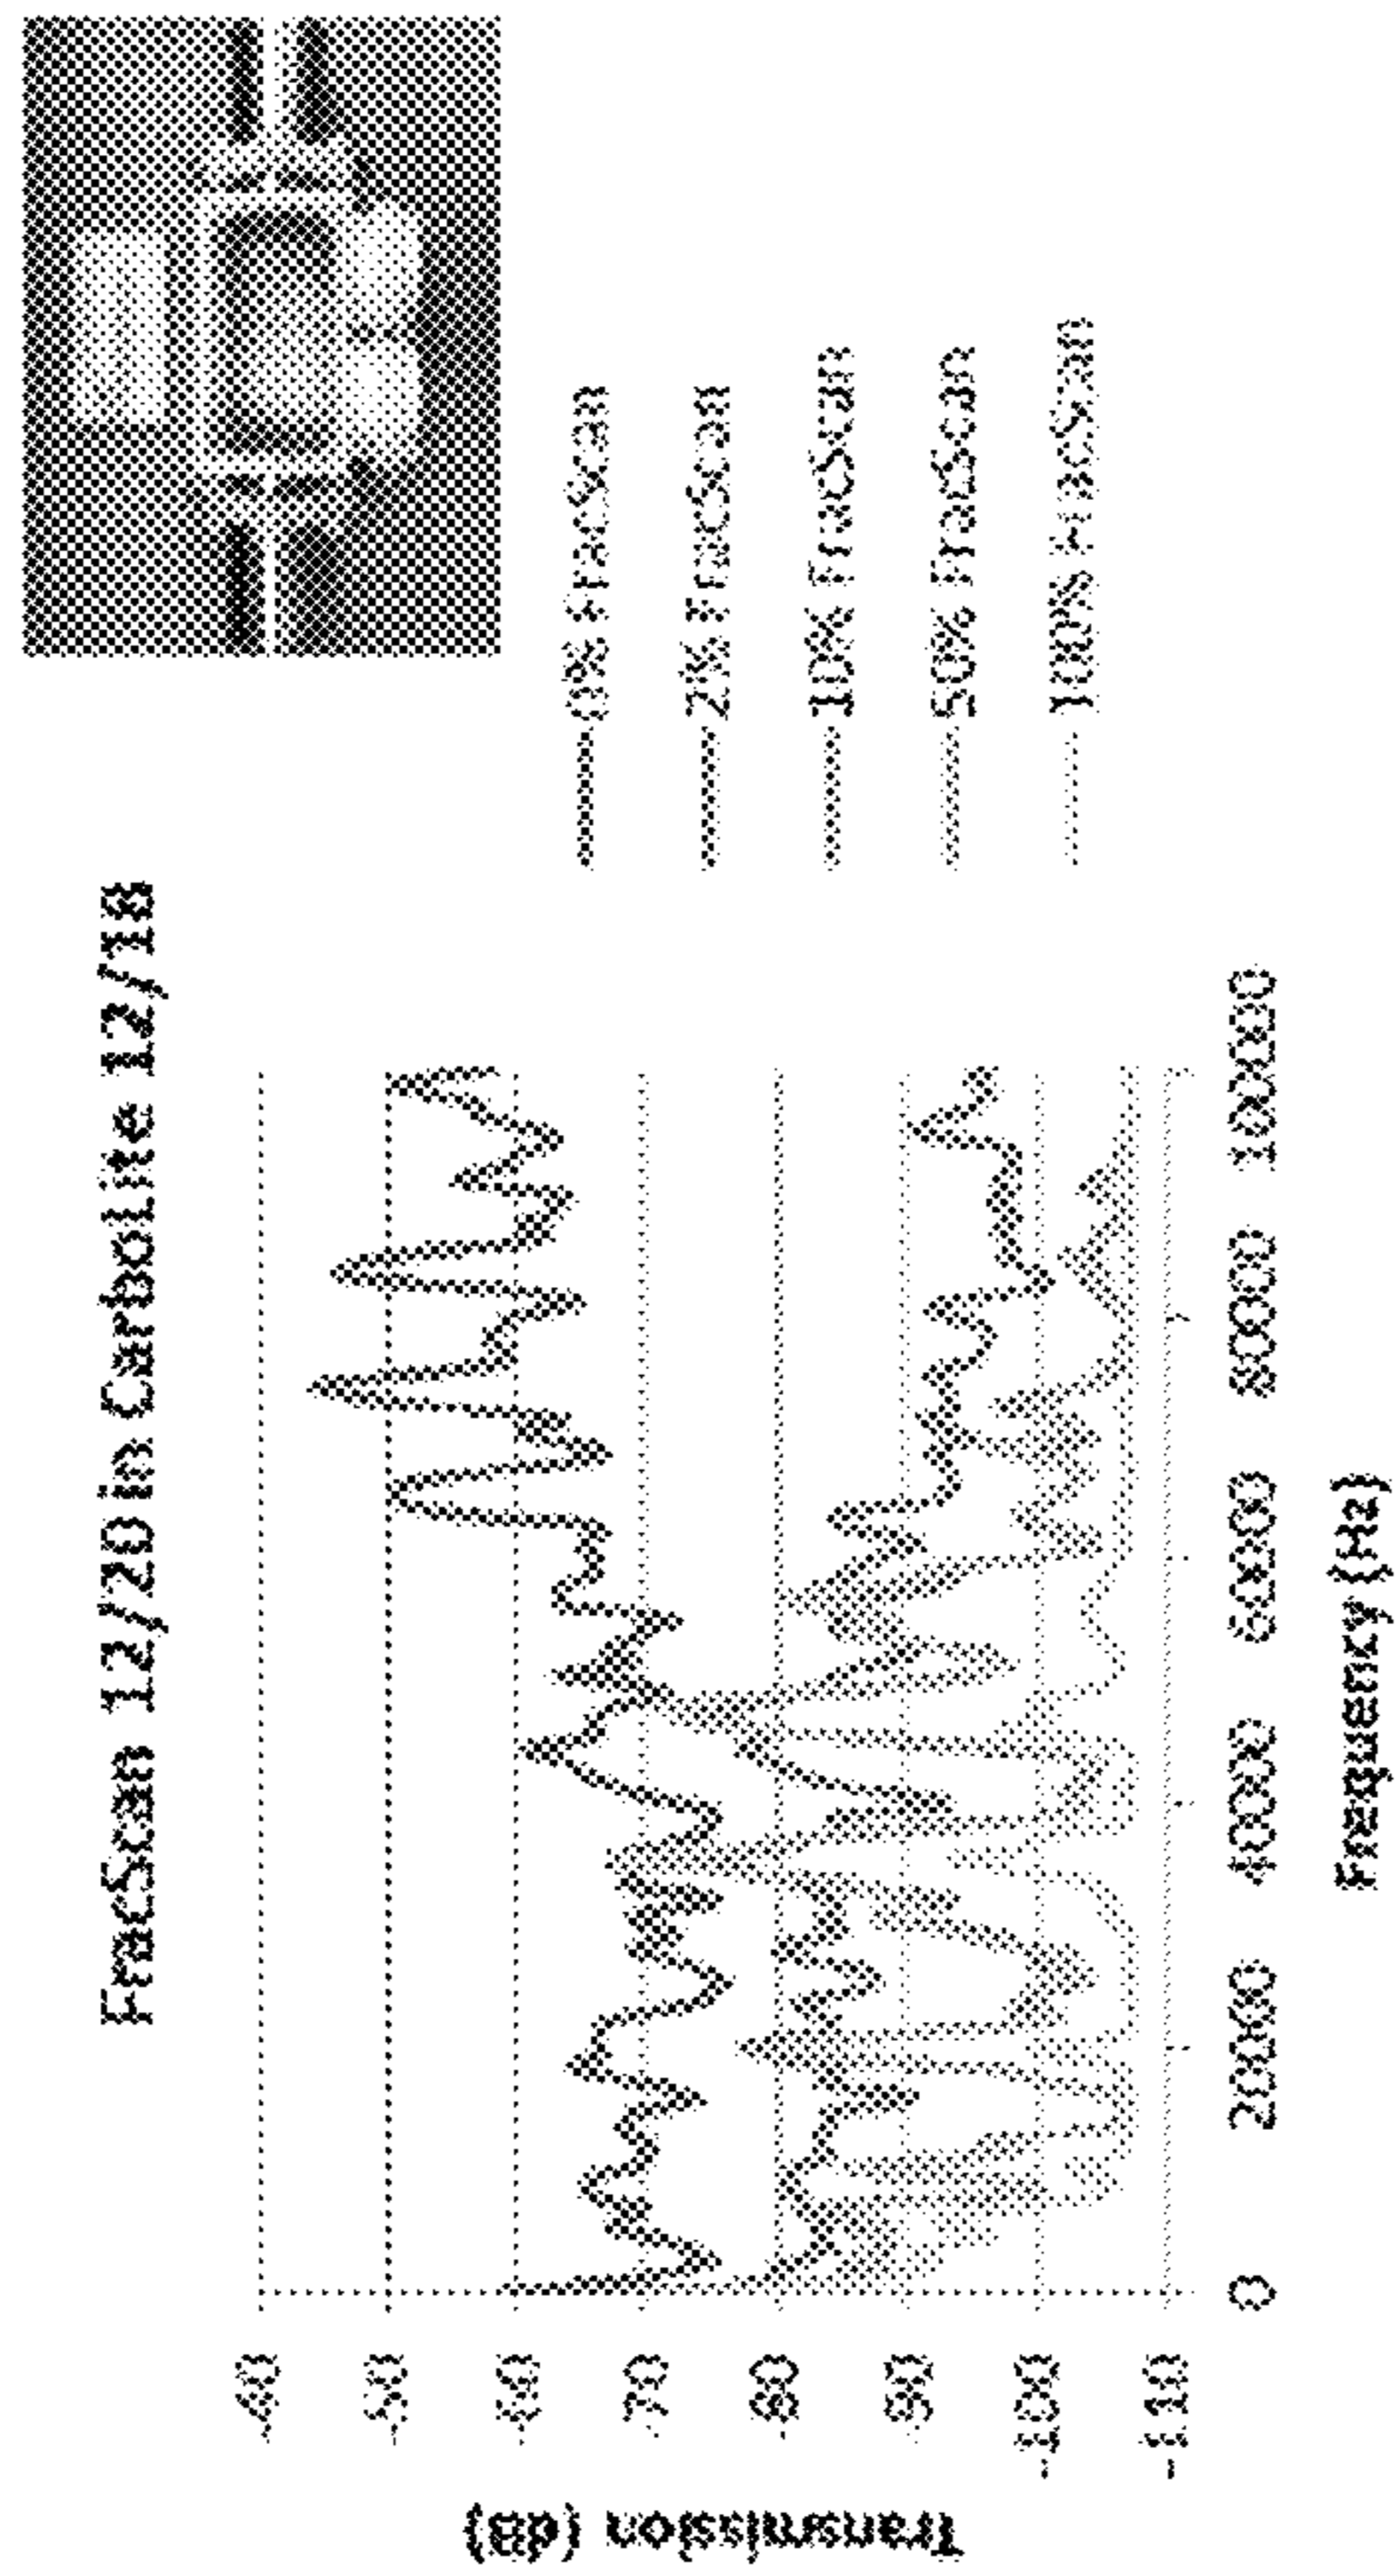 FracScan 12/20 in CarboLite 12/18
Transmission (dB)
-40
-50
-60
-70
-80
-90
-100
-110
0
2000
4000
6000
8000
10000
Frequency (Hz)
0% FracScan
2% FracScan
10% FracScan
50% FracScan
100% FracScan